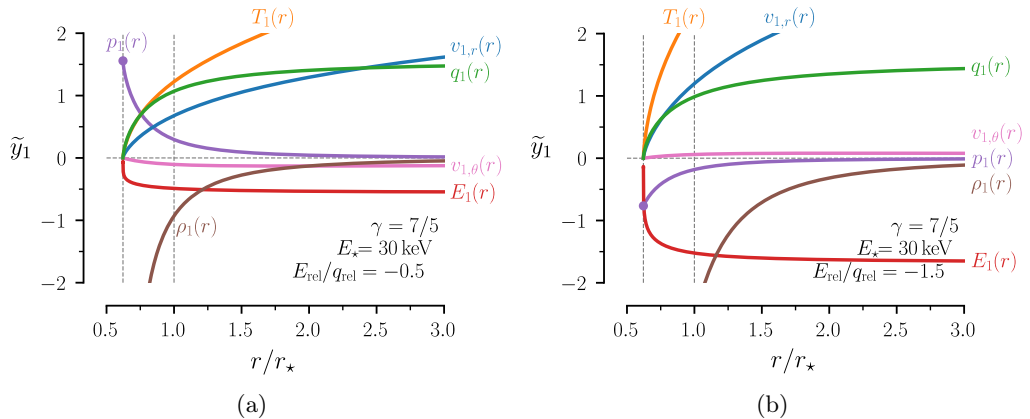 T₁(r)
p₁(r)
v₁,ᵣ(r)
q₁(r)
v₁,θ(r)
E₁(r)
ρ₁(r)
ỹ₁
2
1
0
−1
−2
γ = 7/5
E⋆ = 30 keV
E_rel/q_rel = −0.5
0.5 1.0 1.5 2.0 2.5 3.0
r/r⋆
(a)
T₁(r)
v₁,ᵣ(r)
q₁(r)
v₁,θ(r)
p₁(r)
ρ₁(r)
E₁(r)
ỹ₁
2
1
0
−1
−2
γ = 7/5
E⋆ = 30 keV
E_rel/q_rel = −1.5
0.5 1.0 1.5 2.0 2.5 3.0
r/r⋆
(b)